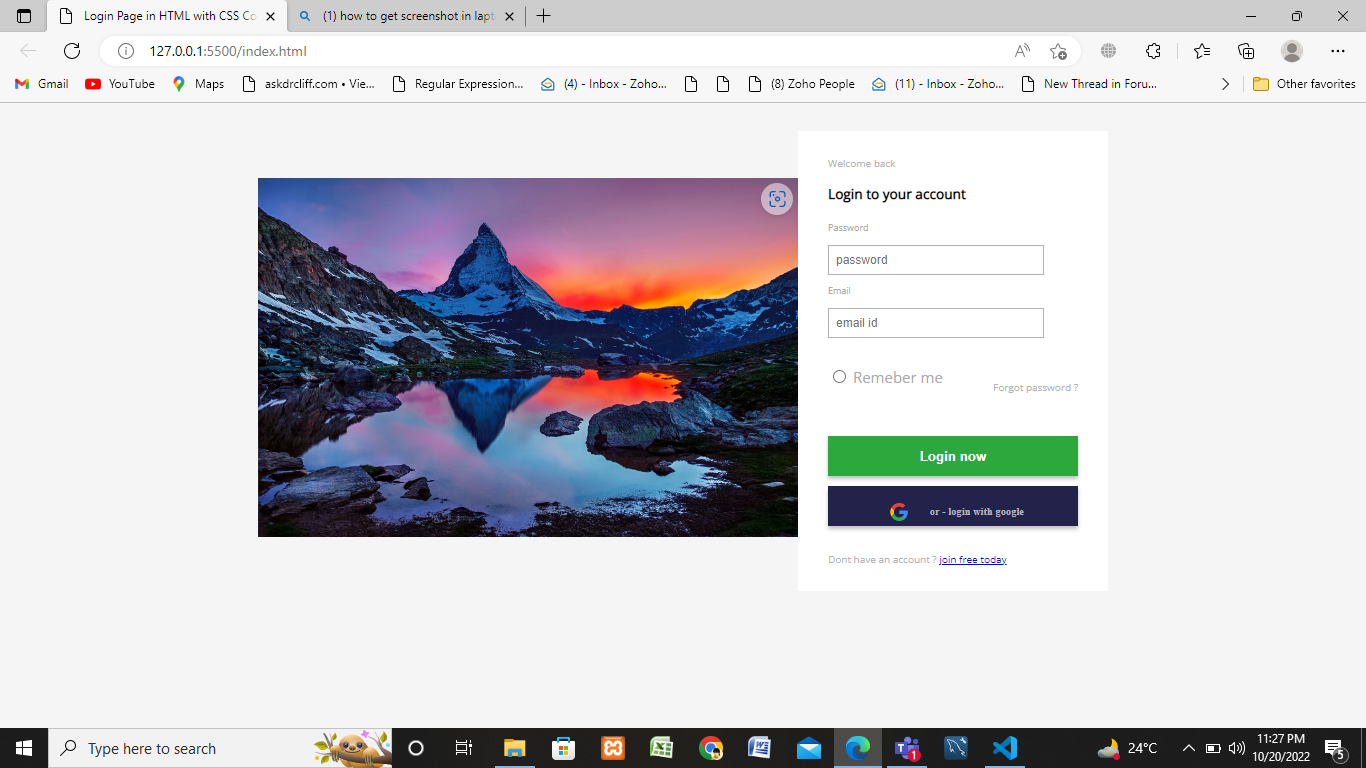 Login Page in HTML with CSS Co
(1) how to get screenshot in lapt
127.0.0.1:5500/index.html
Gmail
YouTube
Maps
askdrcliff.com • Vie...
Regular Expression...
(4) - Inbox - Zoho...
(8) Zoho People
(11) - Inbox - Zoho...
New Thread in Foru...
Other favorites
Welcome back
Login to your account
Password
password
Email
email id
Remeber me
Forgot password ?
Login now
or - login with google
Dont have an account ? join free today
Type here to search
24°C
11:27 PM
10/20/2022
1
5